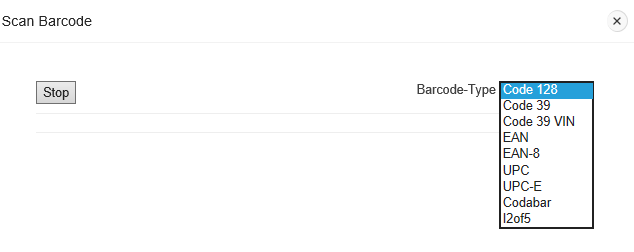 Scan Barcode
Stop
Barcode-Type
Code 128
Code 39
Code 39 VIN
EAN
EAN-8
UPC
UPC-E
Codabar
I2of5